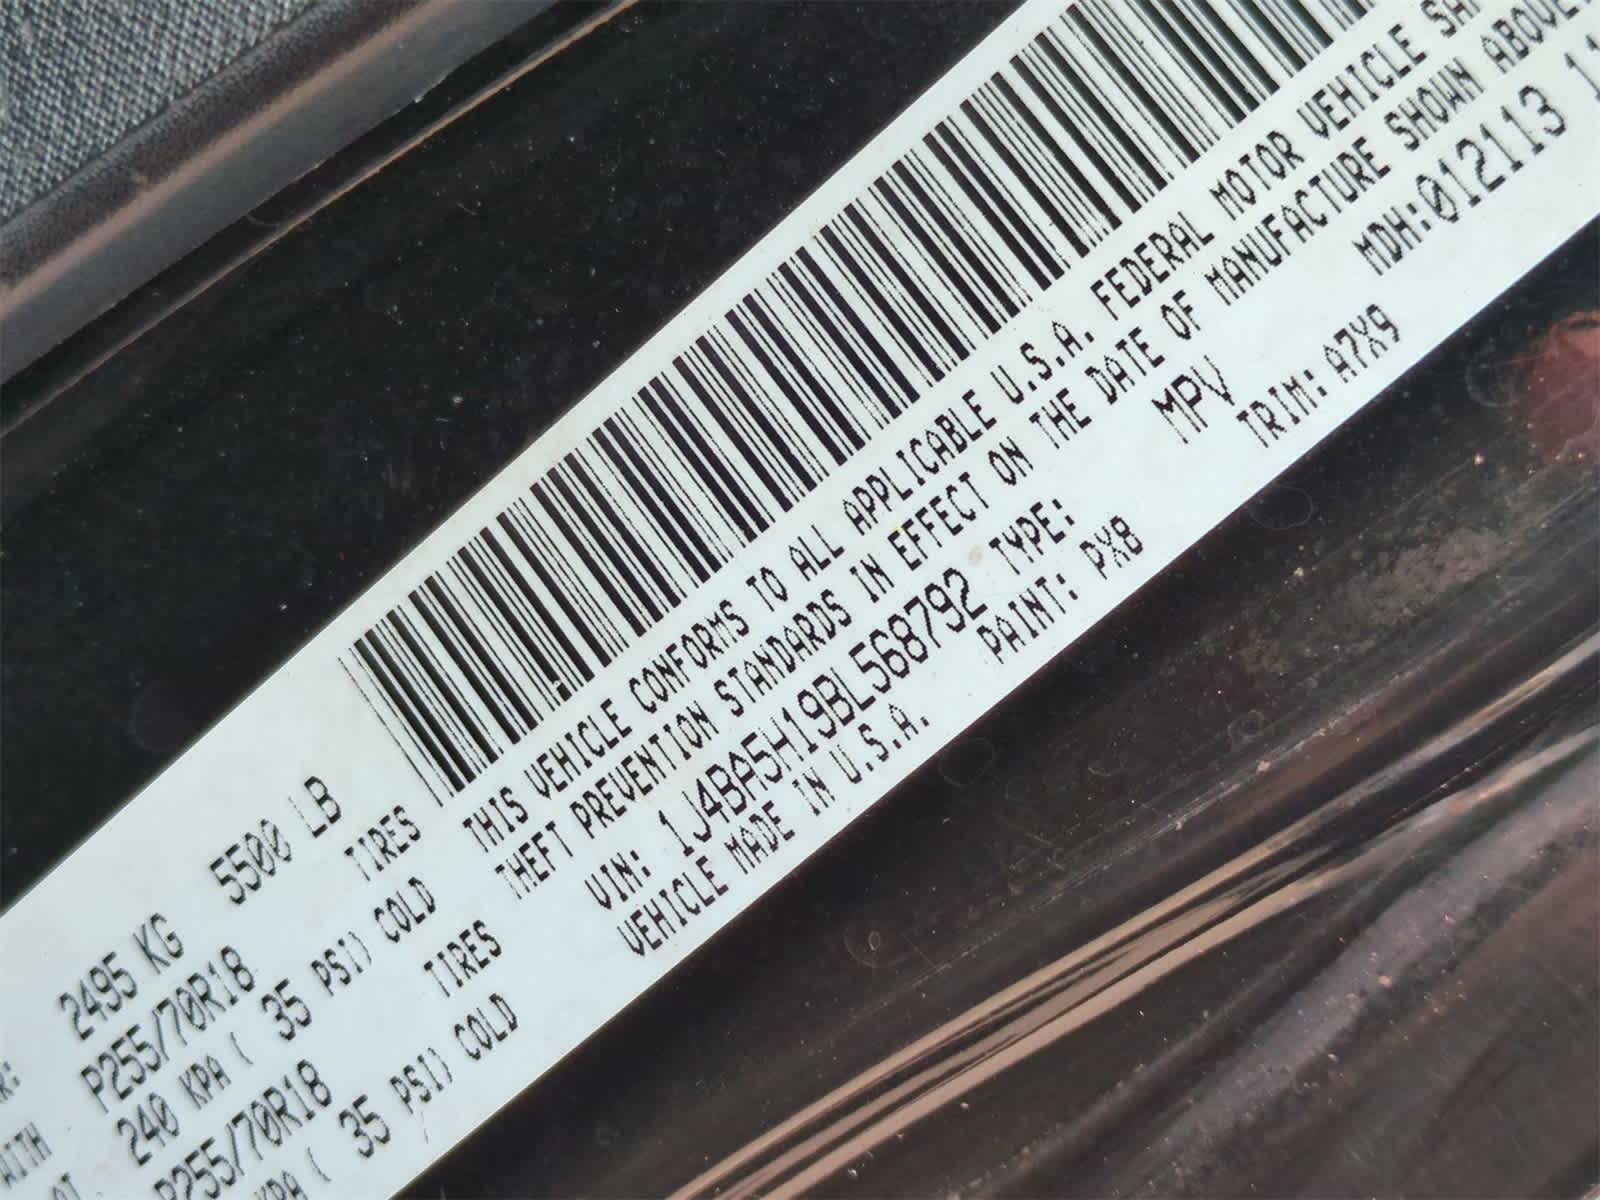 2495 KG 5500 LB
P255/70R18 TIRES
240 KPA ( 35 PSI) COLD
P255/70R18 TIRES
KPA ( 35 PSI) COLD
THIS VEHICLE CONFORMS TO ALL APPLICABLE U.S.A. FEDERAL MOTOR VEHICLE
THEFT PREVENTION STANDARDS IN EFFECT ON THE DATE OF MANUFACTURE SHOWN ABOVE
MDH:012113
VIN: 1J4BA5H19BL568792 TYPE: MPV
VEHICLE MADE IN U.S.A. PAINT: PX8 TRIM: A7X9